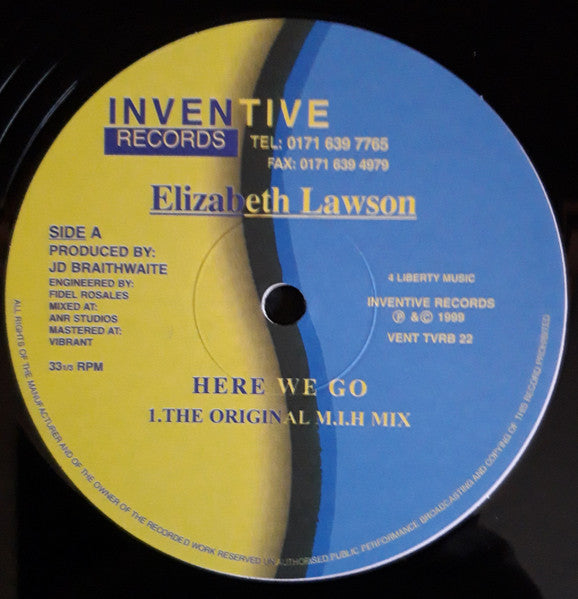 INVENTIVE
RECORDS
TEL: 0171 639 7765
FAX: 0171 639 4979
Elizabeth Lawson
SIDE A
PRODUCED BY:
JD BRAITHWAITE
ENGINEERED BY:
FIDEL ROSALES
MIXED AT:
ANR STUDIOS
MASTERED AT:
VIBRANT
33 1/3 RPM
4 LIBERTY MUSIC
INVENTIVE RECORDS
℗ & © 1999
VENT TVRB 22
HERE WE GO
1.THE ORIGINAL M.I.H MIX
ALL RIGHTS OF THE MANUFACTURER AND OF THE OWNER OF THE RECORDED WORK RESERVED UNAUTHORISED PUBLIC PERFORMANCE BROADCASTING AND COPYING OF THIS RECORD PROHIBITED